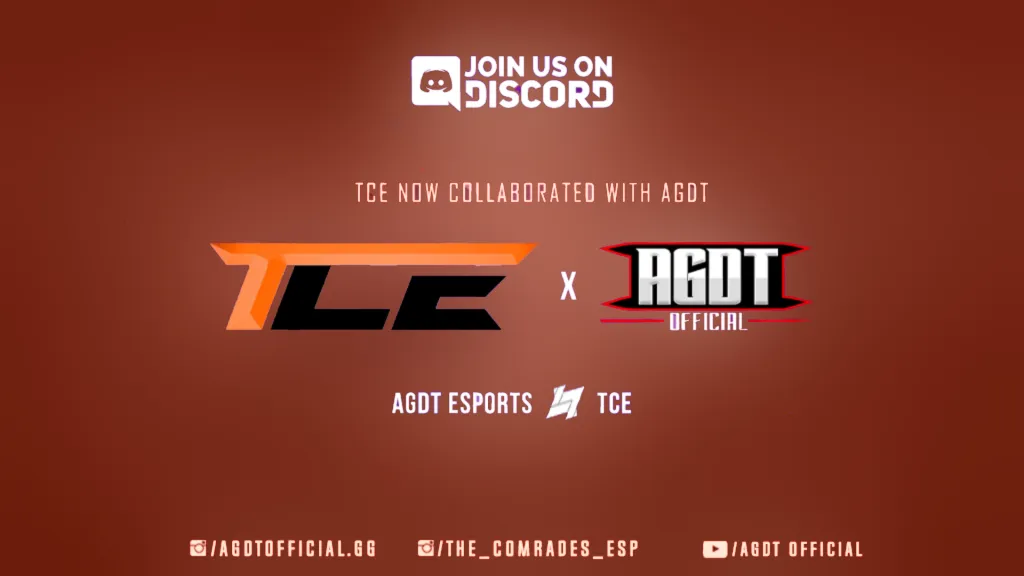 JOIN US ON
DISCORD
TCE NOW COLLABORATED WITH AGDT
TCE X AGDT
OFFICIAL
AGDT ESPORTS TCE
/AGDTOFFICIAL.GG /THE_COMRADES_ESP /AGDT OFFICIAL